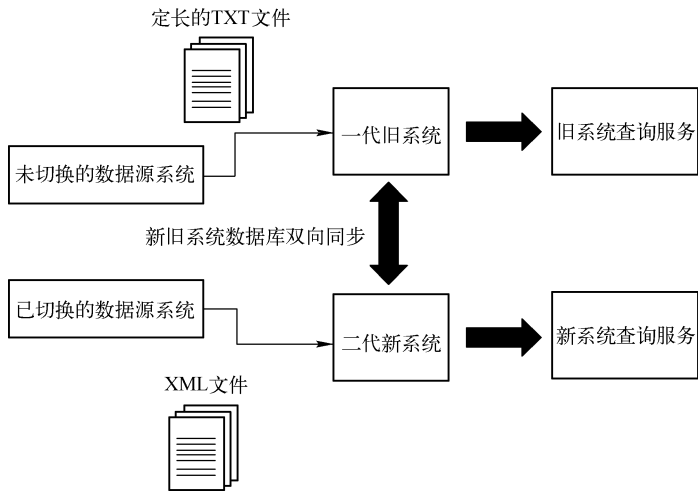 定长的TXT文件
一代旧系统
旧系统查询服务
未切换的数据源系统
新旧系统数据库双向同步
已切换的数据源系统
二代新系统
新系统查询服务
XML文件